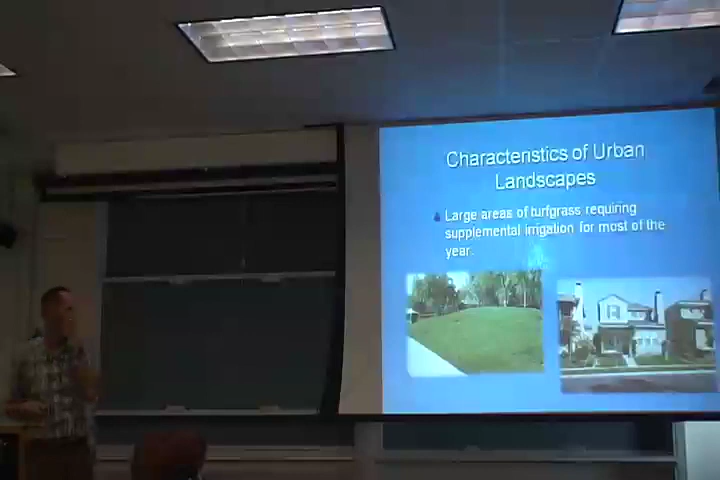 Characteristics of Urban
Landscapes
Large areas of turfgrass requiring
supplemental irrigation for most of the
year.